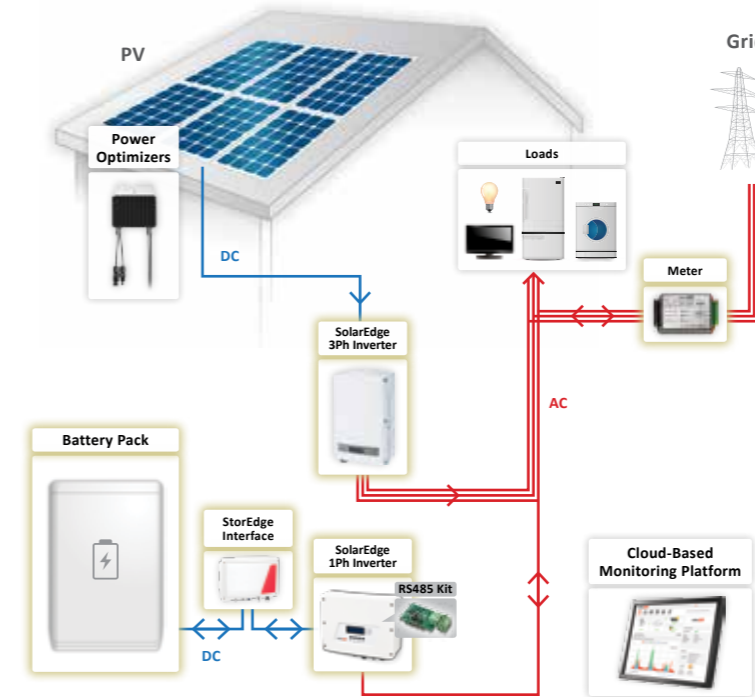 PV
Gri
Power
Optimizers
Loads
DC
Meter
SolarEdge
3Ph Inverter
AC
Battery Pack
StorEdge
Interface
SolarEdge
1Ph Inverter
RS485 Kit
Cloud-Based
Monitoring Platform
DC